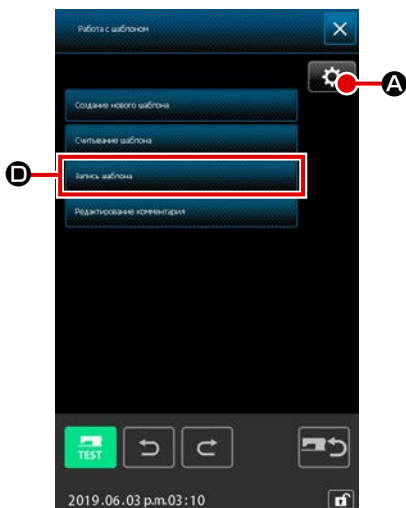 Работа с шаблоном
A
Создание нового шаблона
Считывание шаблона
D
Запись шаблона
Редактирование комментария
TEST
2019.06.03 p.m.03:10